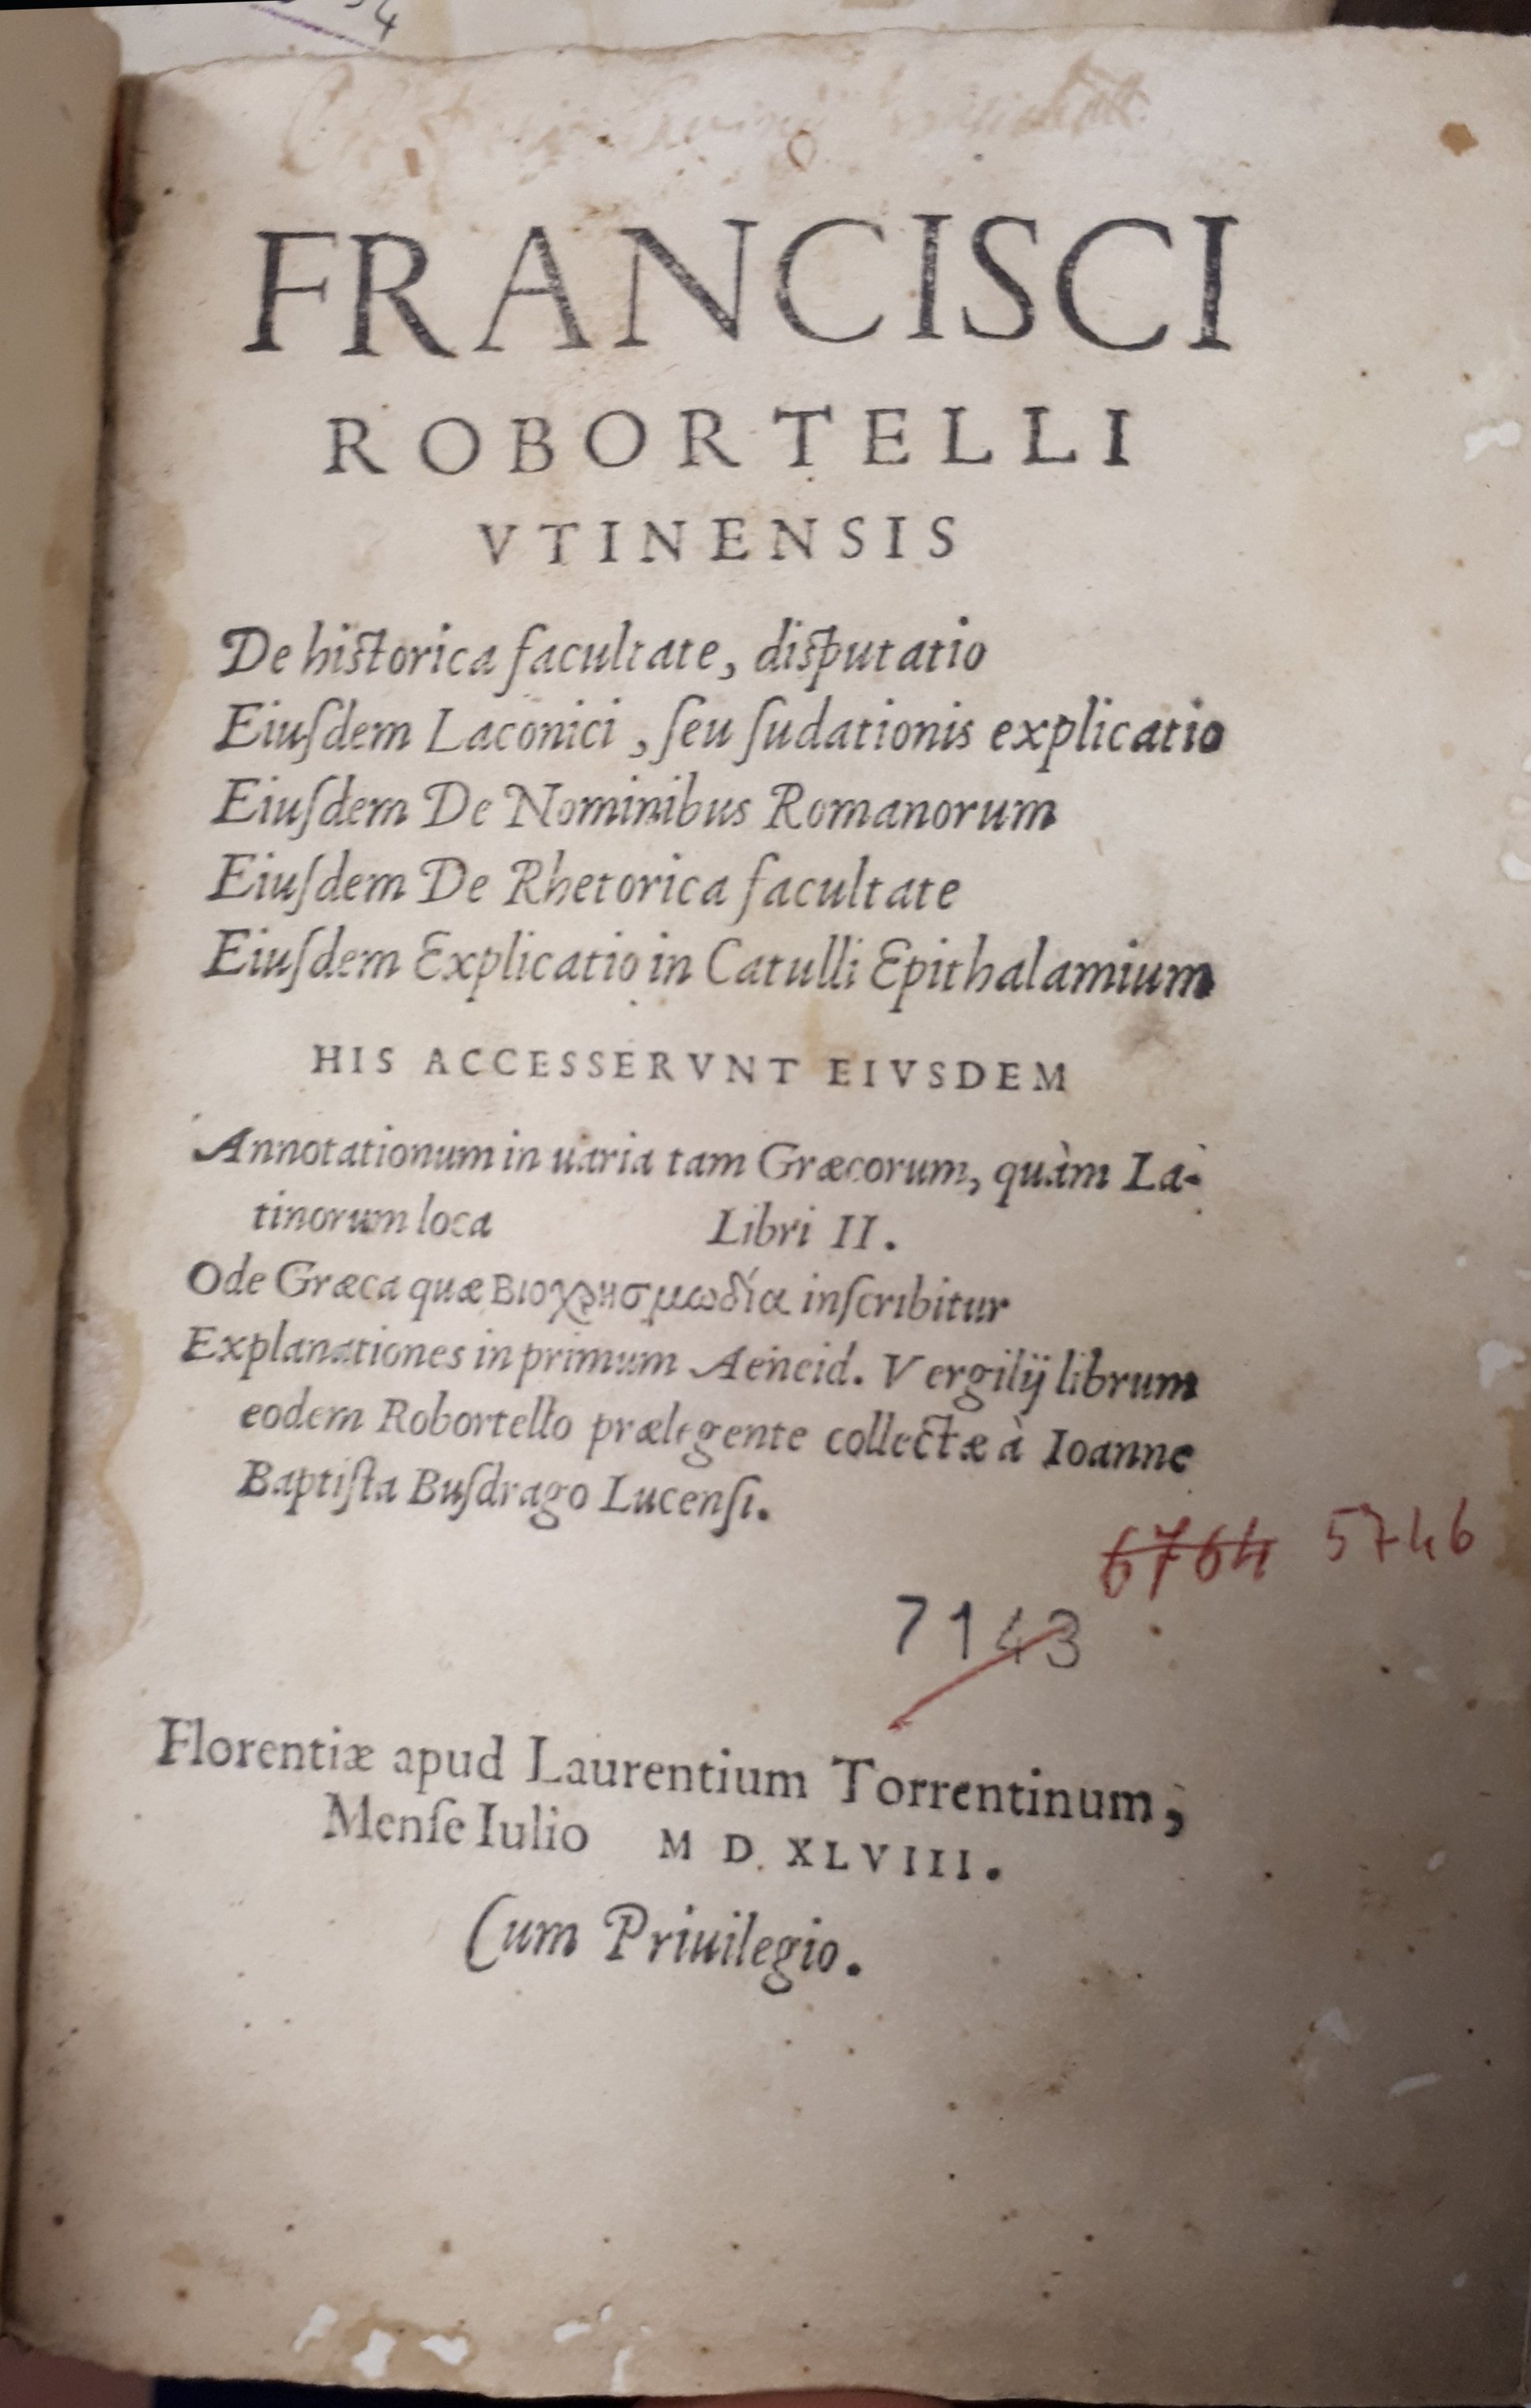 FRANCISCI
ROBORTELLI
VTINENSIS
De historica facultate, disputatio
Eiuſdem Laconici, ſeu ſudationis explicatio
Eiuſdem De Nominibus Romanorum
Eiuſdem De Rhetorica facultate
Eiuſdem Explicatio in Catulli Epithalamium
HIS ACCESSERVNT EIVSDEM
Annotationum in uaria tam Græcorum, quàm La-
tinorum loca Libri II.
Ode Græca quæ Βιοχρησμωδία inſcribitur
Explanationes in primum Aeneid. Vergilij librum
eodem Robortello prælegente collectæ à Ioanne
Baptiſta Buſdrago Lucenſi.
6764 5746
7143
Florentiæ apud Laurentium Torrentinum,
Menſe Iulio M D. XLVIII.
Cum Priuilegio.